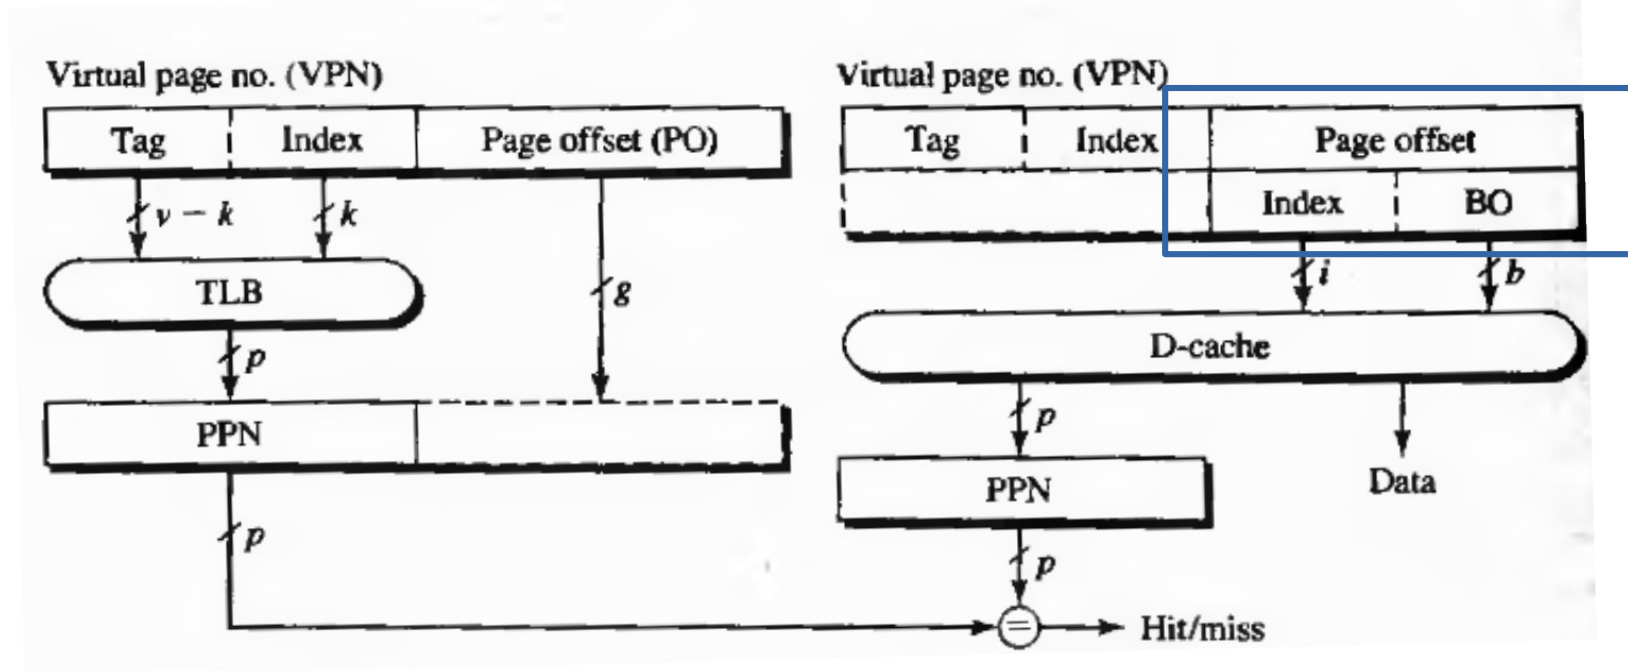 Virtual page no. (VPN)
Tag Index Page offset (PO)
v – k k
TLB
g
p
PPN
p
Virtual page no. (VPN)
Tag Index Page offset
Index BO
i b
D-cache
p
PPN
Data
p
= Hit/miss